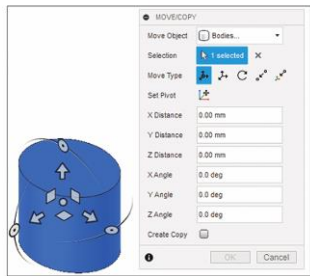 MOVE/COPY
Move Object Bodies...
Selection 1 selected
Move Type
Set Pivot
X Distance 0.00 mm
Y Distance 0.00 mm
Z Distance 0.00 mm
X Angle 0.0 deg
Y Angle 0.0 deg
Z Angle 0.0 deg
Create Copy
OK Cancel